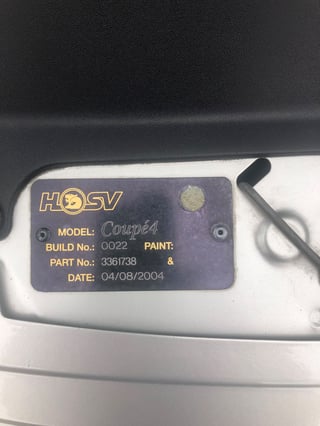 HSV
MODEL: Coupé4
BUILD No.: 0022 PAINT:
PART No.: 3361738 &
DATE: 04/08/2004